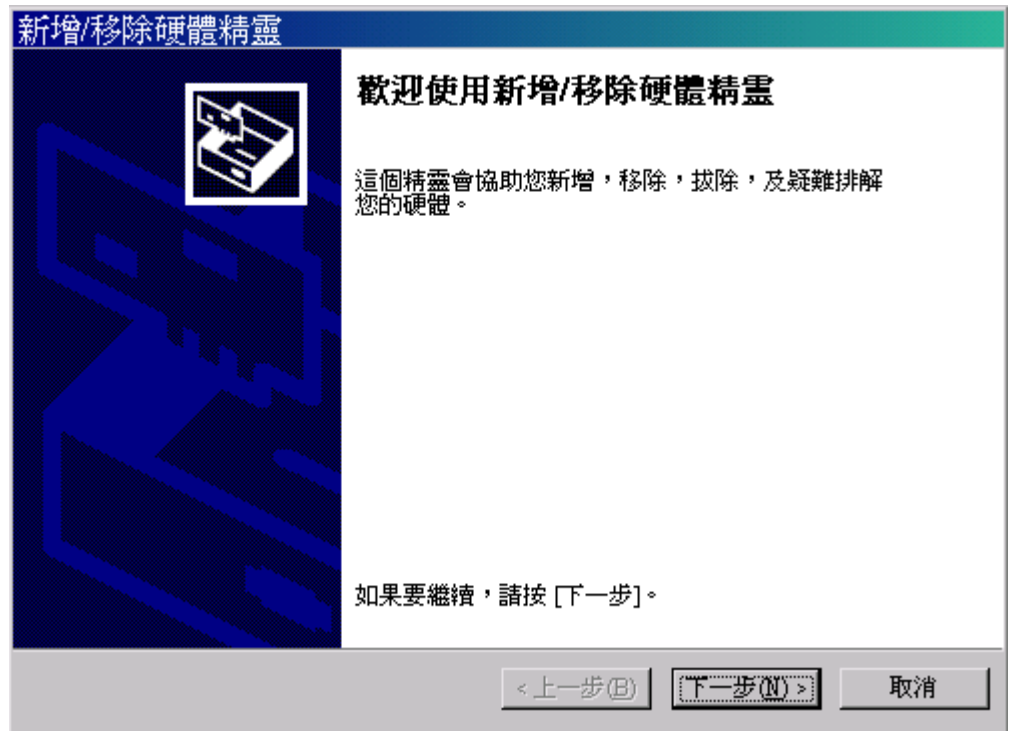 新增/移除硬體精靈
歡迎使用新增/移除硬體精靈
這個精靈會協助您新增，移除，拔除，及疑難排解
您的硬體。
如果要繼續，請按 [下一步]。
<上一步(B)
下一步(N)>
取消